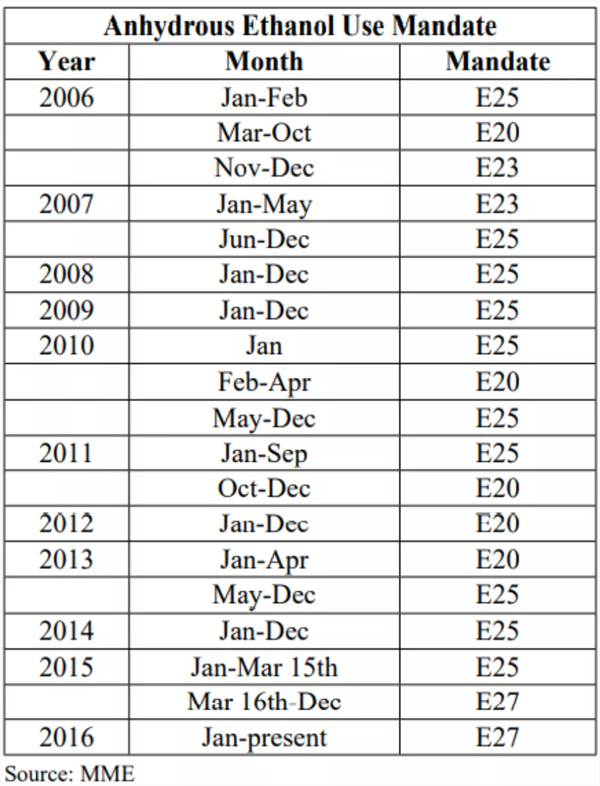 Anhydrous Ethanol Use Mandate
Year Month Mandate
2006 Jan-Feb E25
Mar-Oct E20
Nov-Dec E23
2007 Jan-May E23
Jun-Dec E25
2008 Jan-Dec E25
2009 Jan-Dec E25
2010 Jan E25
Feb-Apr E20
May-Dec E25
2011 Jan-Sep E25
Oct-Dec E20
2012 Jan-Dec E20
2013 Jan-Apr E20
May-Dec E25
2014 Jan-Dec E25
2015 Jan-Mar 15th E25
Mar 16th-Dec E27
2016 Jan-present E27
Source: MME